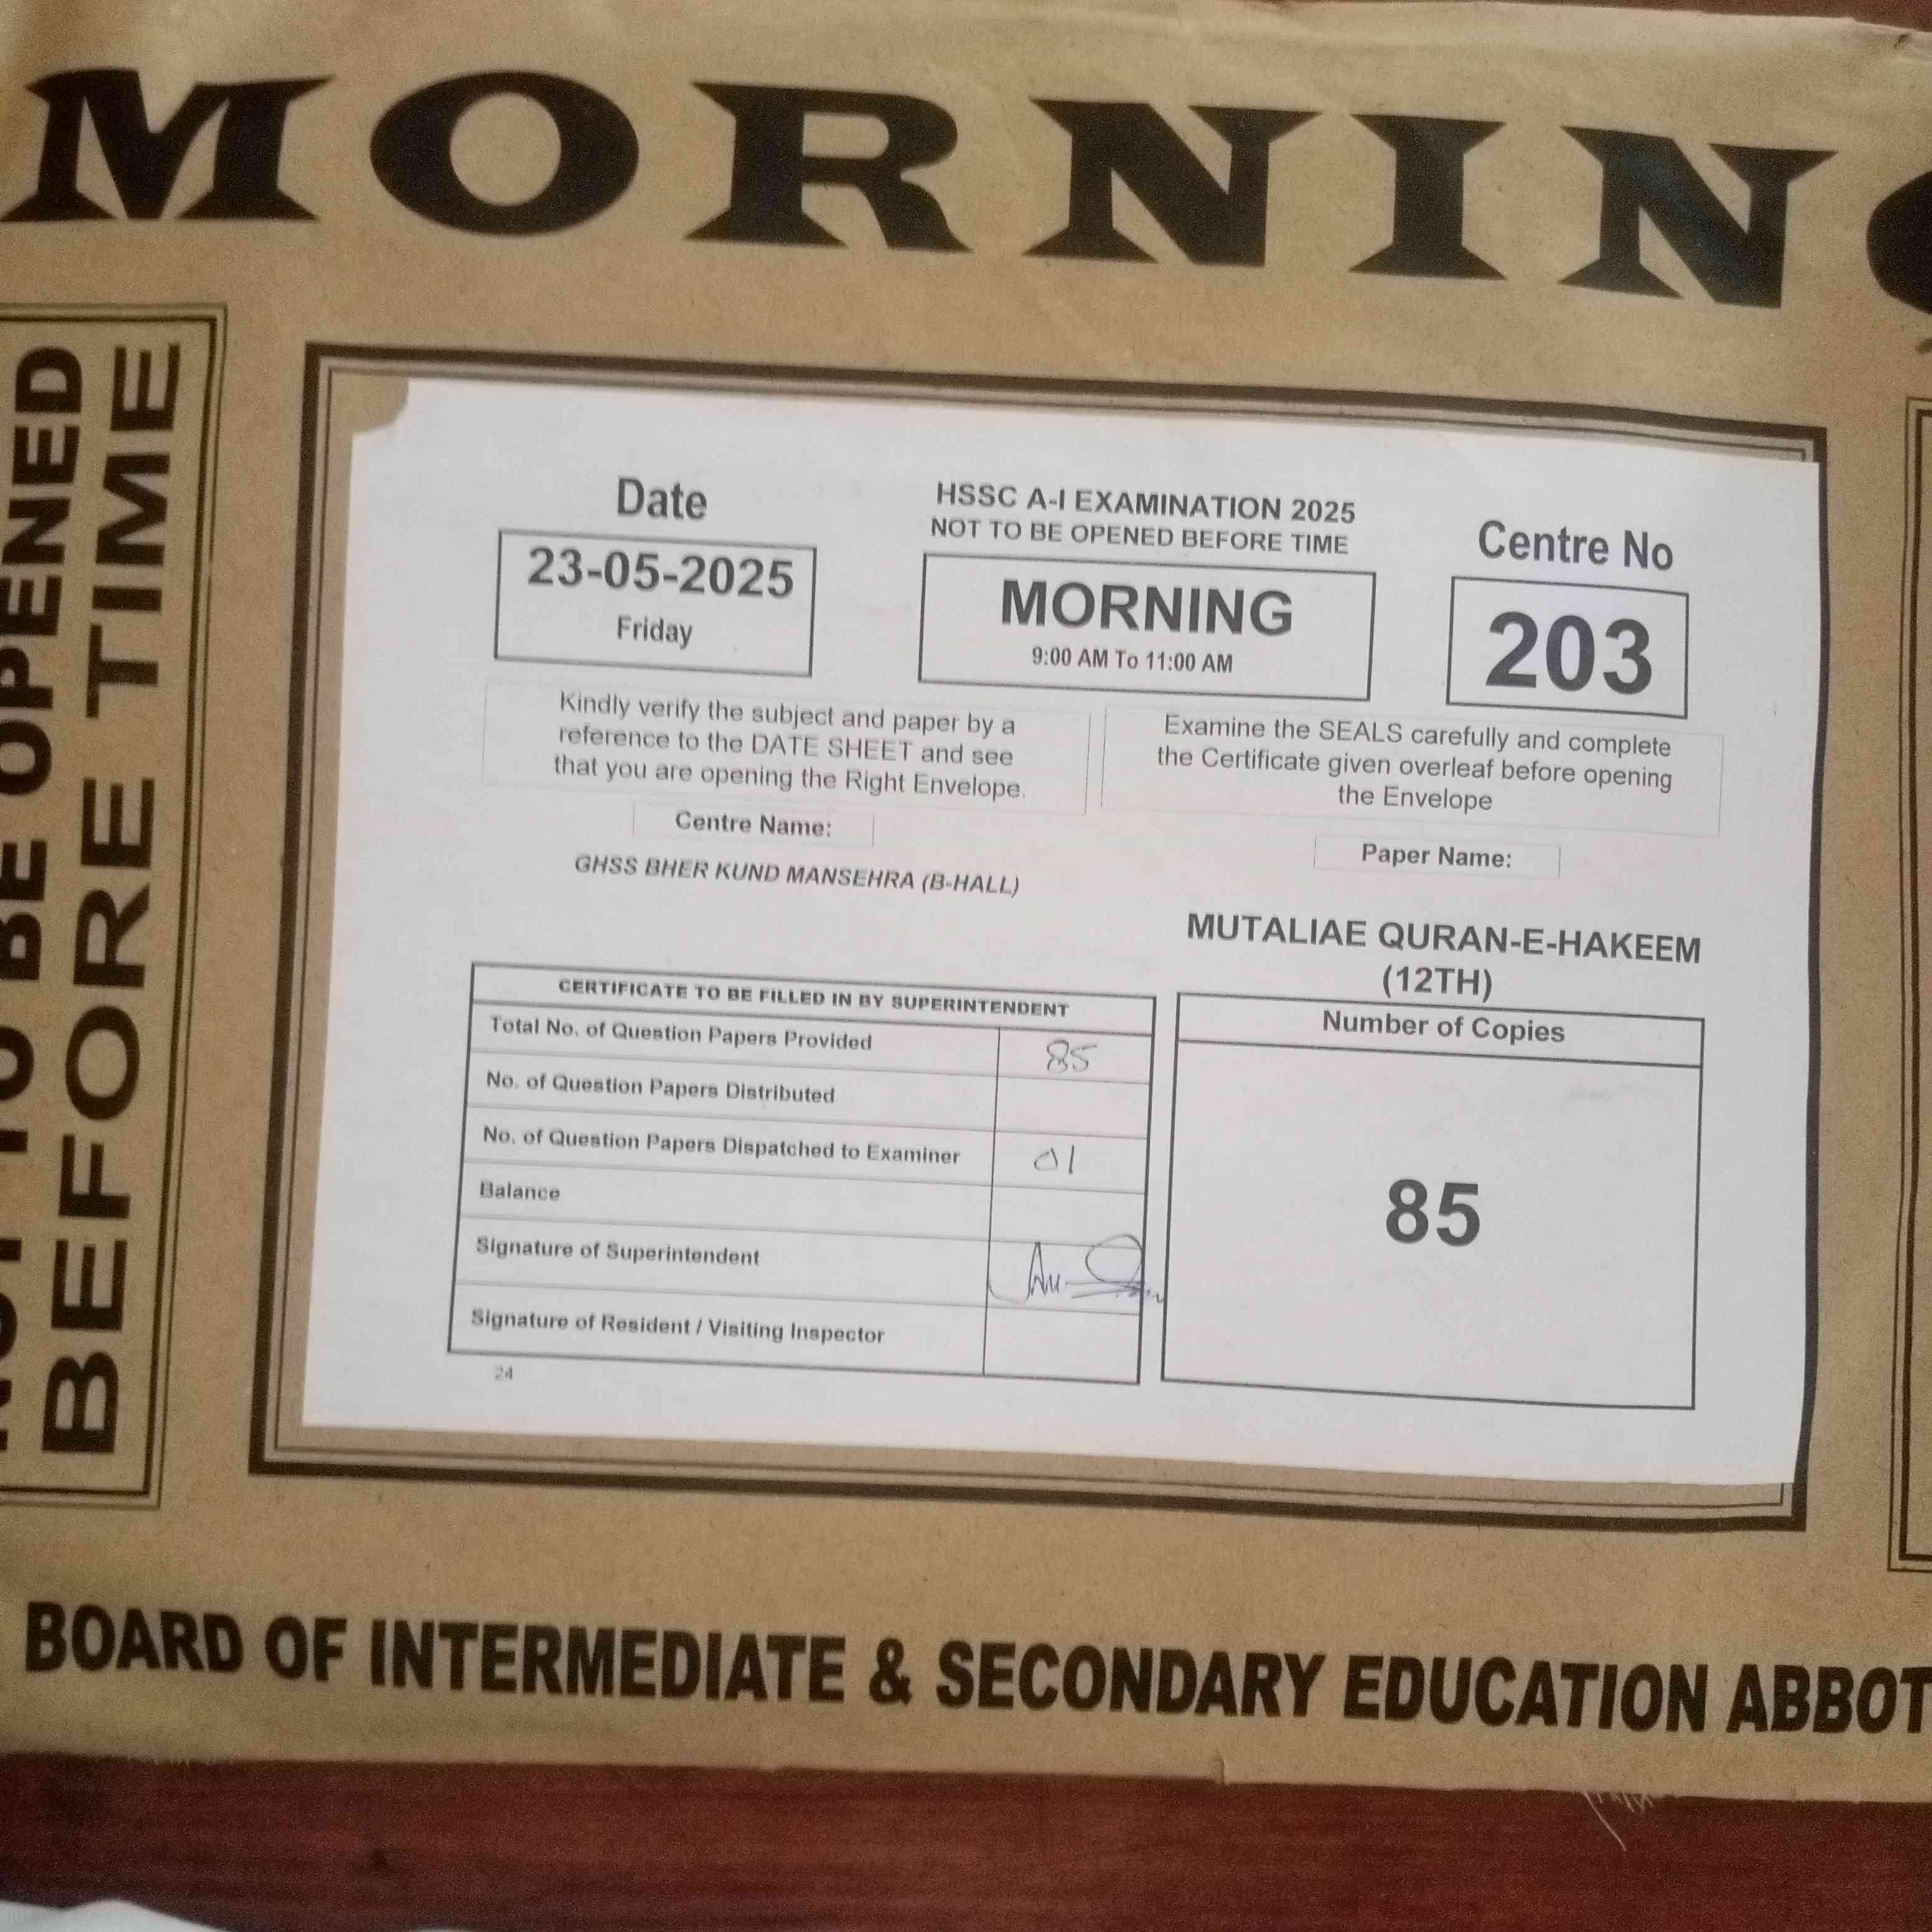 MORNING
NOT TO BE OPENED
BEFORE TIME
Date
23-05-2025
Friday
HSSC A-I EXAMINATION 2025
NOT TO BE OPENED BEFORE TIME
MORNING
9:00 AM To 11:00 AM
Centre No
203
Kindly verify the subject and paper by a
reference to the DATE SHEET and see
that you are opening the Right Envelope.
Examine the SEALS carefully and complete
the Certificate given overleaf before opening
the Envelope
Centre Name:
GHSS BHER KUND MANSEHRA (B-HALL)
Paper Name:
MUTALIAE QURAN-E-HAKEEM
(12TH)
CERTIFICATE TO BE FILLED IN BY SUPERINTENDENT
Total No. of Question Papers Provided 85
No. of Question Papers Distributed
No. of Question Papers Dispatched to Examiner 01
Balance
Signature of Superintendent
Signature of Resident / Visiting Inspector
24
Number of Copies
85
BOARD OF INTERMEDIATE & SECONDARY EDUCATION ABBOT